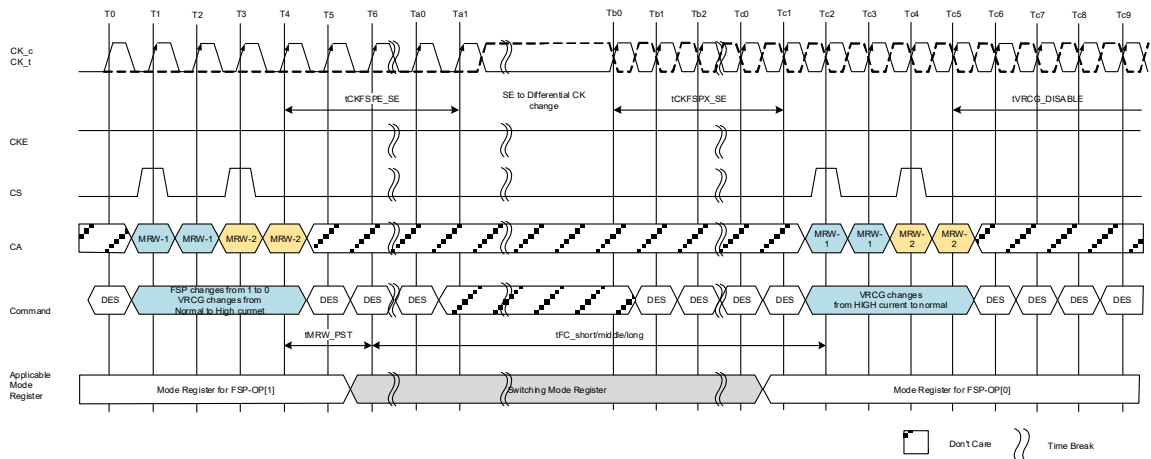 T0 T1 T2 T3 T4 T5 T6 Ta0 Ta1 Tb0 Tb1 Tb2 Tc0 Tc1 Tc2 Tc3 Tc4 Tc5 Tc6 Tc7 Tc8 Tc9
CK_c
CK_t
tCKFSPE_SE
SE to Differential CK
change
tCKFSPX_SE
tVRCG_DISABLE
CKE
CS
CA
MRW-1 MRW-1 MRW-2 MRW-2
MRW-
1
MRW-
1
MRW-
2
MRW-
2
Command
DES
FSP changes from 1 to 0
VRCG changes from
Normal to High curnet
DES DES DES DES DES DES DES
VRCG changes
from HIGH current to normal
DES DES DES DES
tMRW_PST
tFC_short/middle/long
Applicable
Mode
Register
Mode Register for FSP-OP[1]
Switching Mode Register
Mode Register for FSP-OP[0]
Don't Care
Time Break